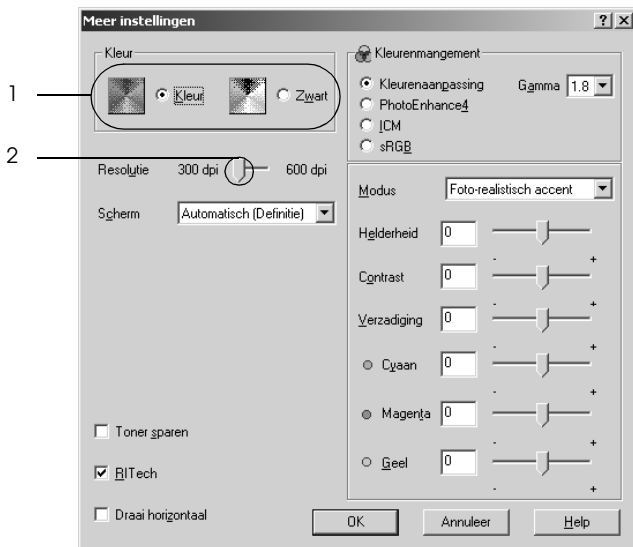 Meer instellingen
Kleur
1
Kleur
Zwart
2
Resolutie 300 dpi 600 dpi
Scherm Automatisch (Definitie)
Toner sparen
RITech
Draai horizontaal
Kleurenmangement
Kleurenaanpassing
Gamma 1.8
PhotoEnhance4
ICM
sRGB
Modus Foto-realistisch accent
Helderheid 0
- +
Contrast 0
- +
Verzadiging 0
- +
Cyaan 0
- +
Magenta 0
- +
Geel 0
- +
OK Annuleer Help